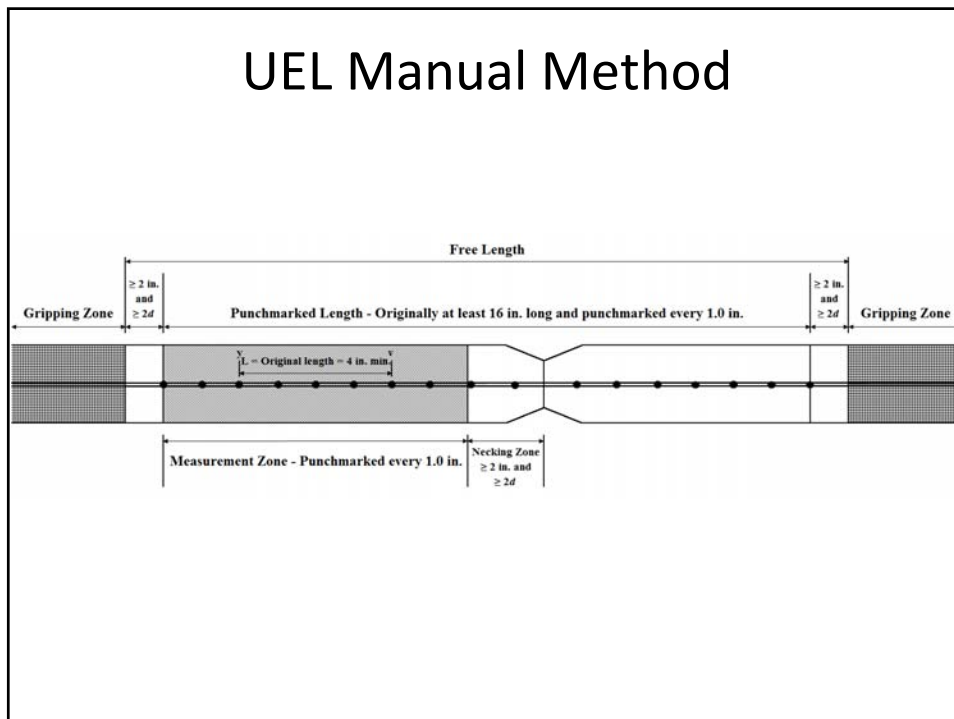 UEL Manual Method
Free Length
≥ 2 in.
and
≥ 2d
≥ 2 in.
and
≥ 2d
Gripping Zone
Punchmarked Length - Originally at least 16 in. long and punchmarked every 1.0 in.
Gripping Zone
Y
v
L = Original length = 4 in. min.
Measurement Zone - Punchmarked every 1.0 in.
Necking Zone
≥ 2 in. and
≥ 2d